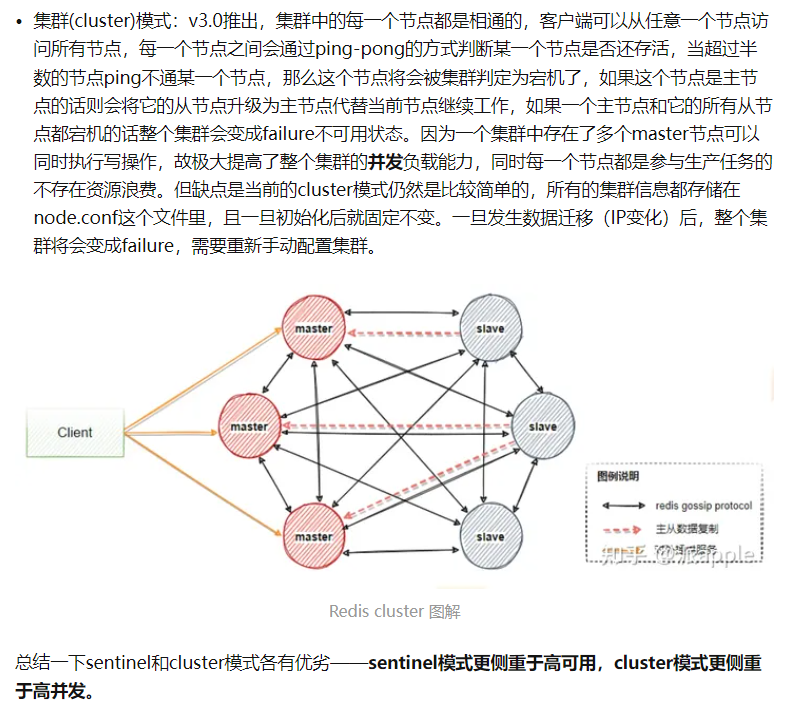 • 集群(cluster)模式：v3.0推出，集群中的每一个节点都是相通的，客户端可以从任意一个节点访
问所有节点，每一个节点之间会通过ping-pong的方式判断某一个节点是否还存活，当超过半
数的节点ping不通某一个节点，那么这个节点将会被集群判定为宕机了，如果这个节点是主节
点的话则会将它的从节点升级为主节点代替当前节点继续工作，如果一个主节点和它的所有从节
点都宕机的话整个集群会变成failure不可用状态。因为一个集群中存在了多个master节点可以
同时执行写操作，故极大提高了整个集群的并发负载能力，同时每一个节点都是参与生产任务的
不存在资源浪费。但缺点是当前的cluster模式仍然是比较简单的，所有的集群信息都存储在
node.conf这个文件里，且一旦初始化后就固定不变。一旦发生数据迁移（IP变化）后，整个集
群将会变成failure，需要重新手动配置集群。
master
slave
Client
master
slave
master
slave
图例说明
redis gossip protocol
主从数据复制
提供服务
知乎 @派apple
Redis cluster 图解
总结一下sentinel和cluster模式各有优劣——sentinel模式更侧重于高可用，cluster模式更侧重
于高并发。